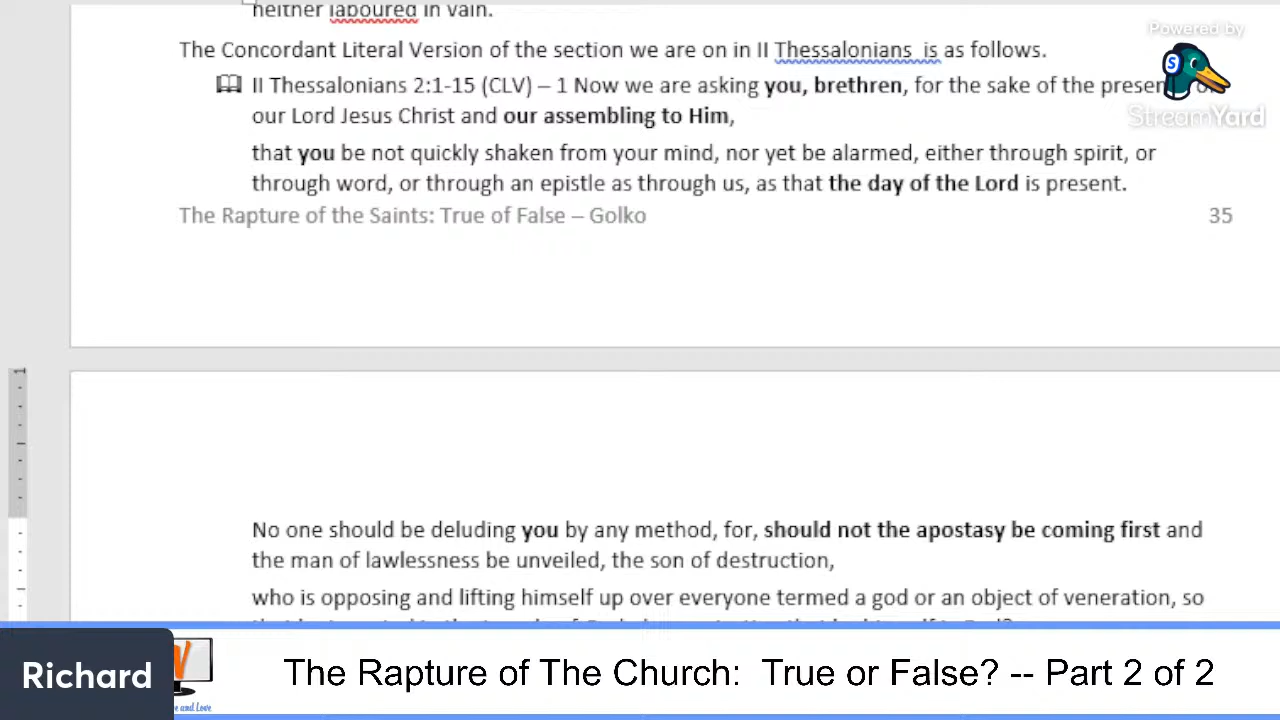 neither laboured in vain.
Powered by
StreamYard
The Concordant Literal Version of the section we are on in II Thessalonians is as follows.
II Thessalonians 2:1-15 (CLV) – 1 Now we are asking you, brethren, for the sake of the
our Lord Jesus Christ and our assembling to Him,
that you be not quickly shaken from your mind, nor yet be alarmed, either through spirit, or
through word, or through an epistle as through us, as that the day of the Lord is present.
The Rapture of the Saints: True of False – Golko 35
1
No one should be deluding you by any method, for, should not the apostasy be coming first and
the man of lawlessness be unveiled, the son of destruction,
who is opposing and lifting himself up over everyone termed a god or an object of veneration, so
Richard
The Rapture of The Church: True or False? -- Part 2 of 2
and Love